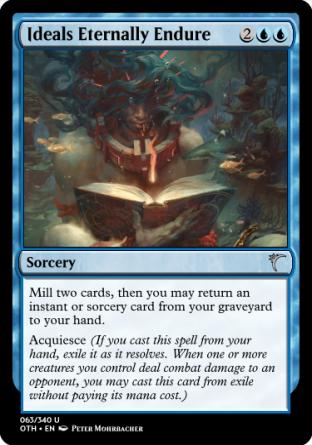 Ideals Eternally Endure 2
Sorcery
Mill two cards, then you may return an
instant or sorcery card from your graveyard
to your hand.
Acquiesce (If you cast this spell from your
hand, exile it as it resolves. When one or more
creatures you control deal combat damage to an
opponent, you may cast this card from exile
without paying its mana cost.)
063/340 U
OTH • EN Peter Mohrbacher